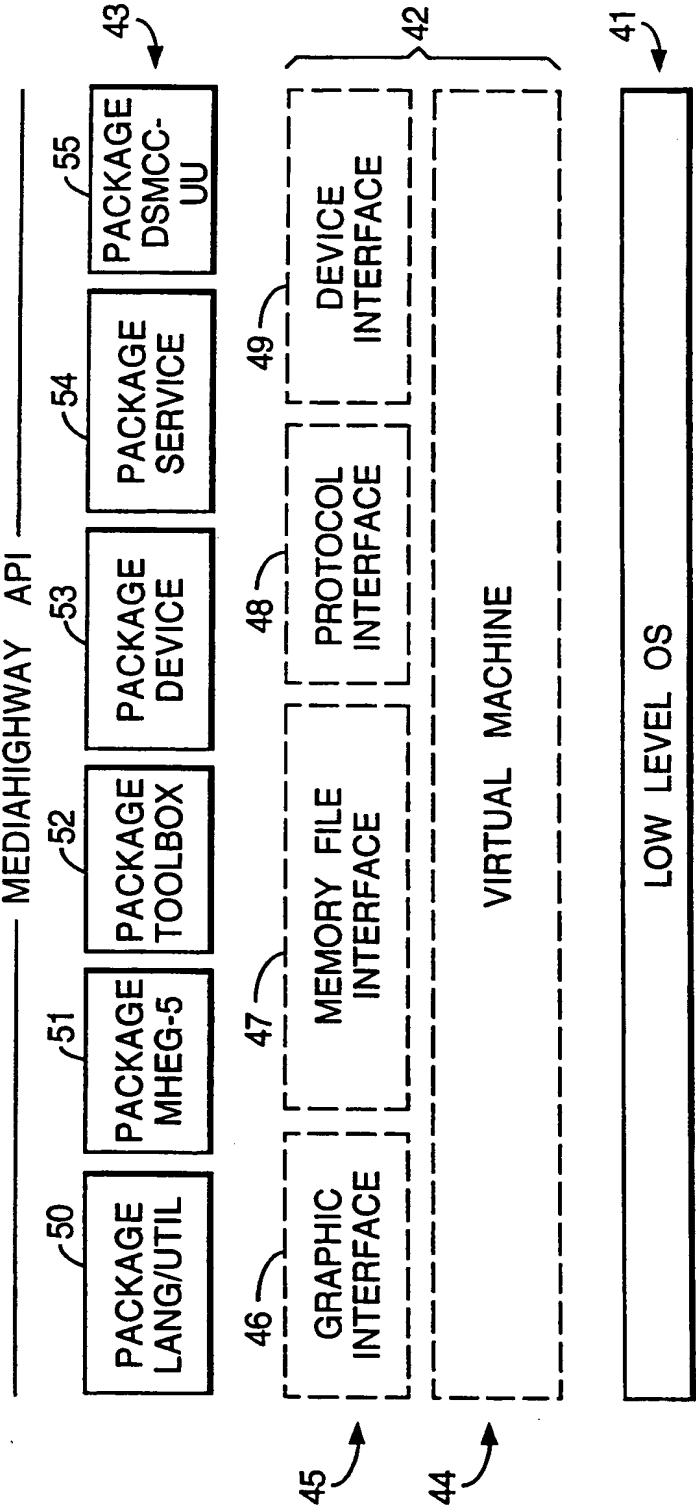 MEDIAHIGHWAY API
50
51
52
53
54
55
43
PACKAGE
LANG/UTIL
PACKAGE
MHEG-5
PACKAGE
TOOLBOX
PACKAGE
DEVICE
PACKAGE
SERVICE
PACKAGE
DSMCC-
UU
46
47
48
49
45
GRAPHIC
INTERFACE
MEMORY FILE
INTERFACE
PROTOCOL
INTERFACE
DEVICE
INTERFACE
42
44
VIRTUAL MACHINE
41
LOW LEVEL OS